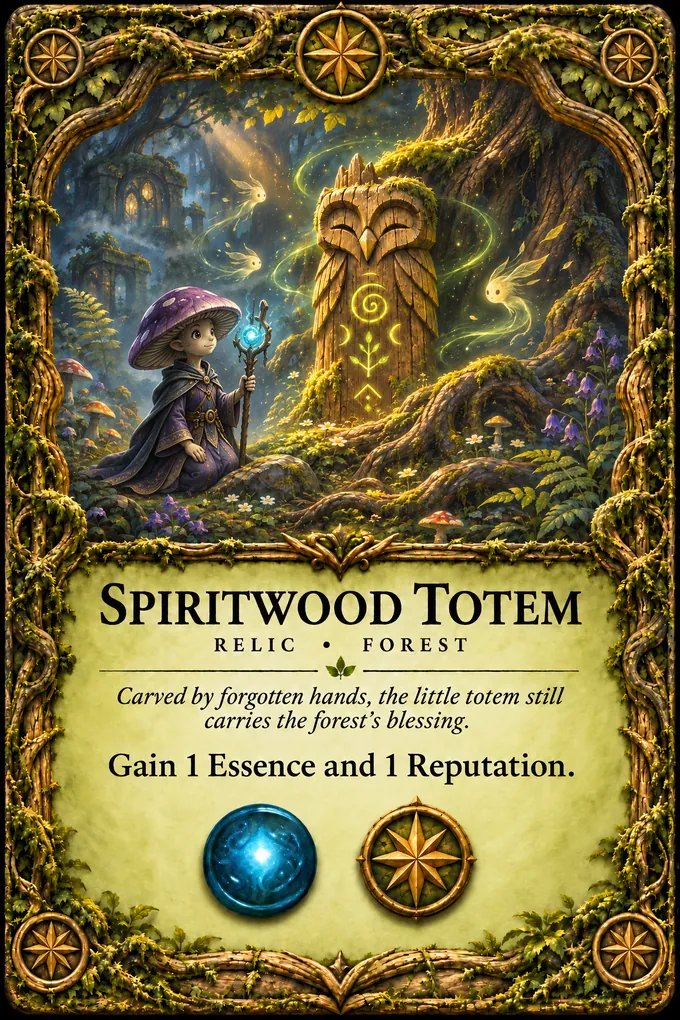 SPIRITWOOD TOTEM
RELIC • FOREST
Carved by forgotten hands, the little totem still
carries the forest's blessing.
Gain 1 Essence and 1 Reputation.